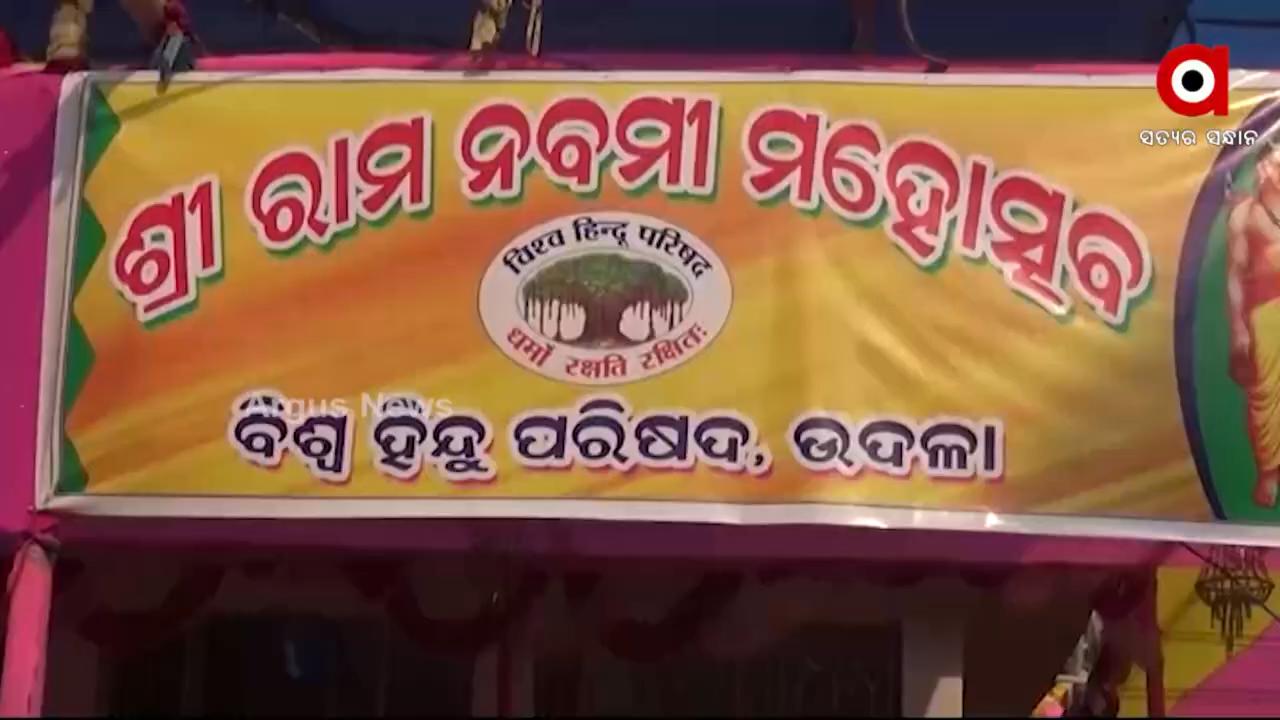 ସତ୍ୟର ସନ୍ଧାନ
ଶ୍ରୀ ରାମ ନବମୀ ମହୋତ୍ସବ
विश्व हिन्दू परिषद
धर्मो रक्षति रक्षितः
Argus News
ବିଶ୍ୱ ହିନ୍ଦୁ ପରିଷଦ, ଉଦଳା